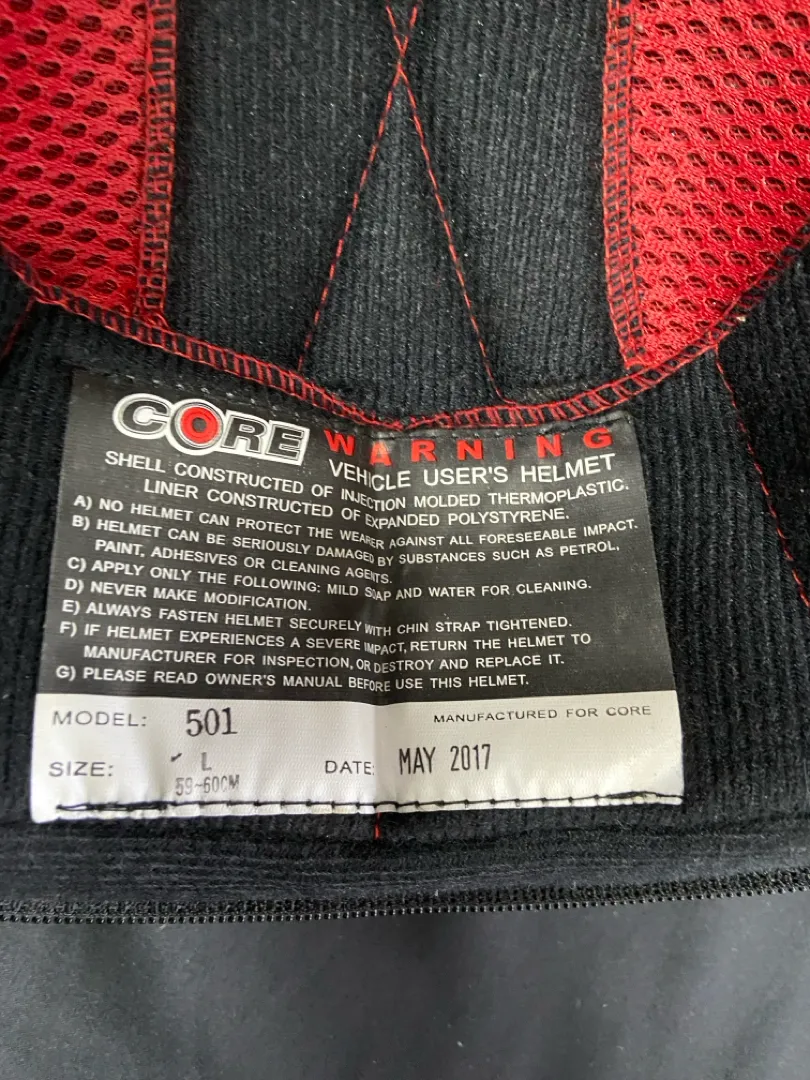 CORE WARNING
VEHICLE USER'S HELMET
SHELL CONSTRUCTED OF INJECTION MOLDED THERMOPLASTIC.
LINER CONSTRUCTED OF EXPANDED POLYSTYRENE.
A) NO HELMET CAN PROTECT THE WEARER AGAINST ALL FORESEEABLE IMPACT.
B) HELMET CAN BE SERIOUSLY DAMAGED BY SUBSTANCES SUCH AS PETROL,
PAINT, ADHESIVES OR CLEANING AGENTS.
C) APPLY ONLY THE FOLLOWING: MILD SOAP AND WATER FOR CLEANING.
D) NEVER MAKE MODIFICATION.
E) ALWAYS FASTEN HELMET SECURELY WITH CHIN STRAP TIGHTENED.
F) IF HELMET EXPERIENCES A SEVERE IMPACT, RETURN THE HELMET TO
MANUFACTURER FOR INSPECTION, OR DESTROY AND REPLACE IT.
G) PLEASE READ OWNER'S MANUAL BEFORE USE THIS HELMET.
MODEL: 501 MANUFACTURED FOR CORE
SIZE: L DATE: MAY 2017
59-60CM